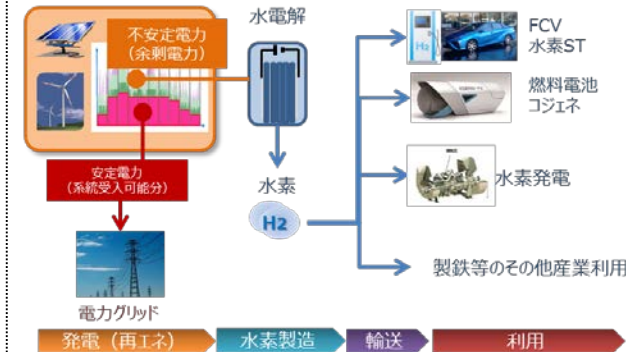 不安定電力
(余剰電力)
水電解
FCV
水素ST
H2
燃料電池
コジェネ
安定電力
(系統受入可能分)
水素
H2
水素発電
製鉄等のその他産業利用
電力グリッド
発電（再エネ）
水素製造
輸送
利用